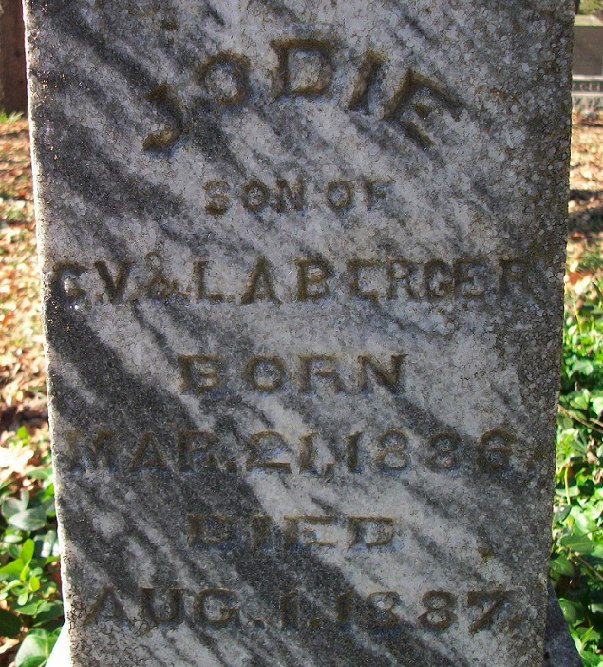 JODIE
SON OF
G.V. & L.A BERGER
BORN
MAR. 21, 1886.
DIED
AUG. 1, 1887.